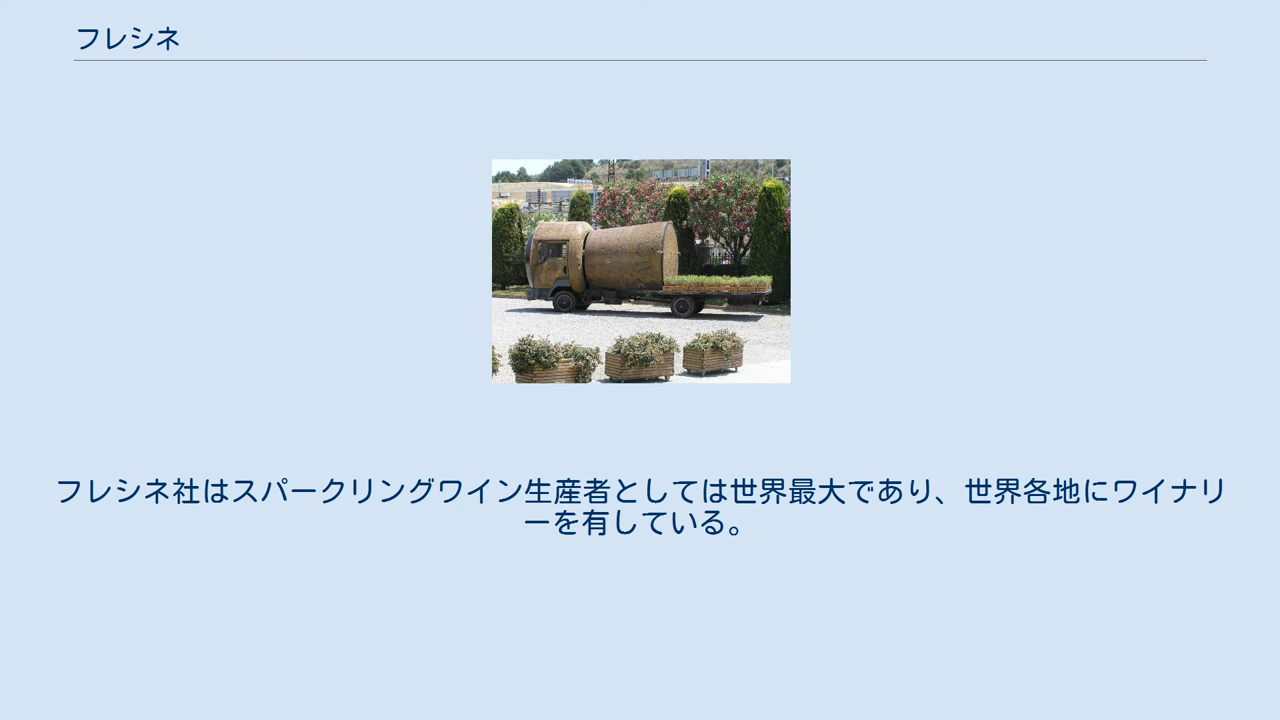 フレシネ
フレシネ社はスパークリングワイン生産者としては世界最大であり、世界各地にワイナリ
ーを有している。